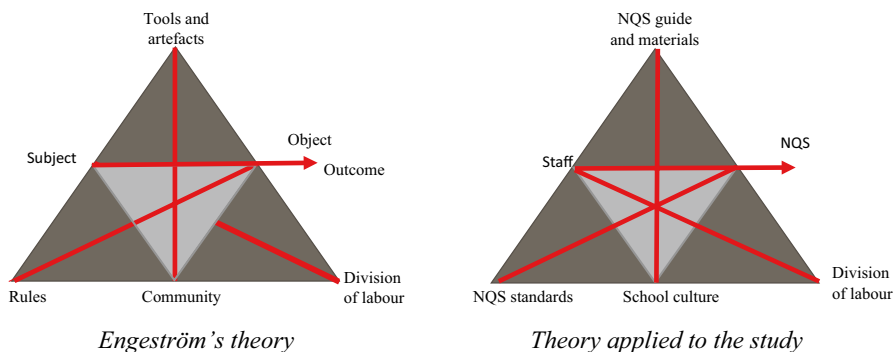 Tools and
artefacts
Subject
Object
Outcome
Rules
Community
Division
of labour
Engeström's theory
NQS guide
and materials
Staff
NQS
NQS standards
School culture
Division
of labour
Theory applied to the study